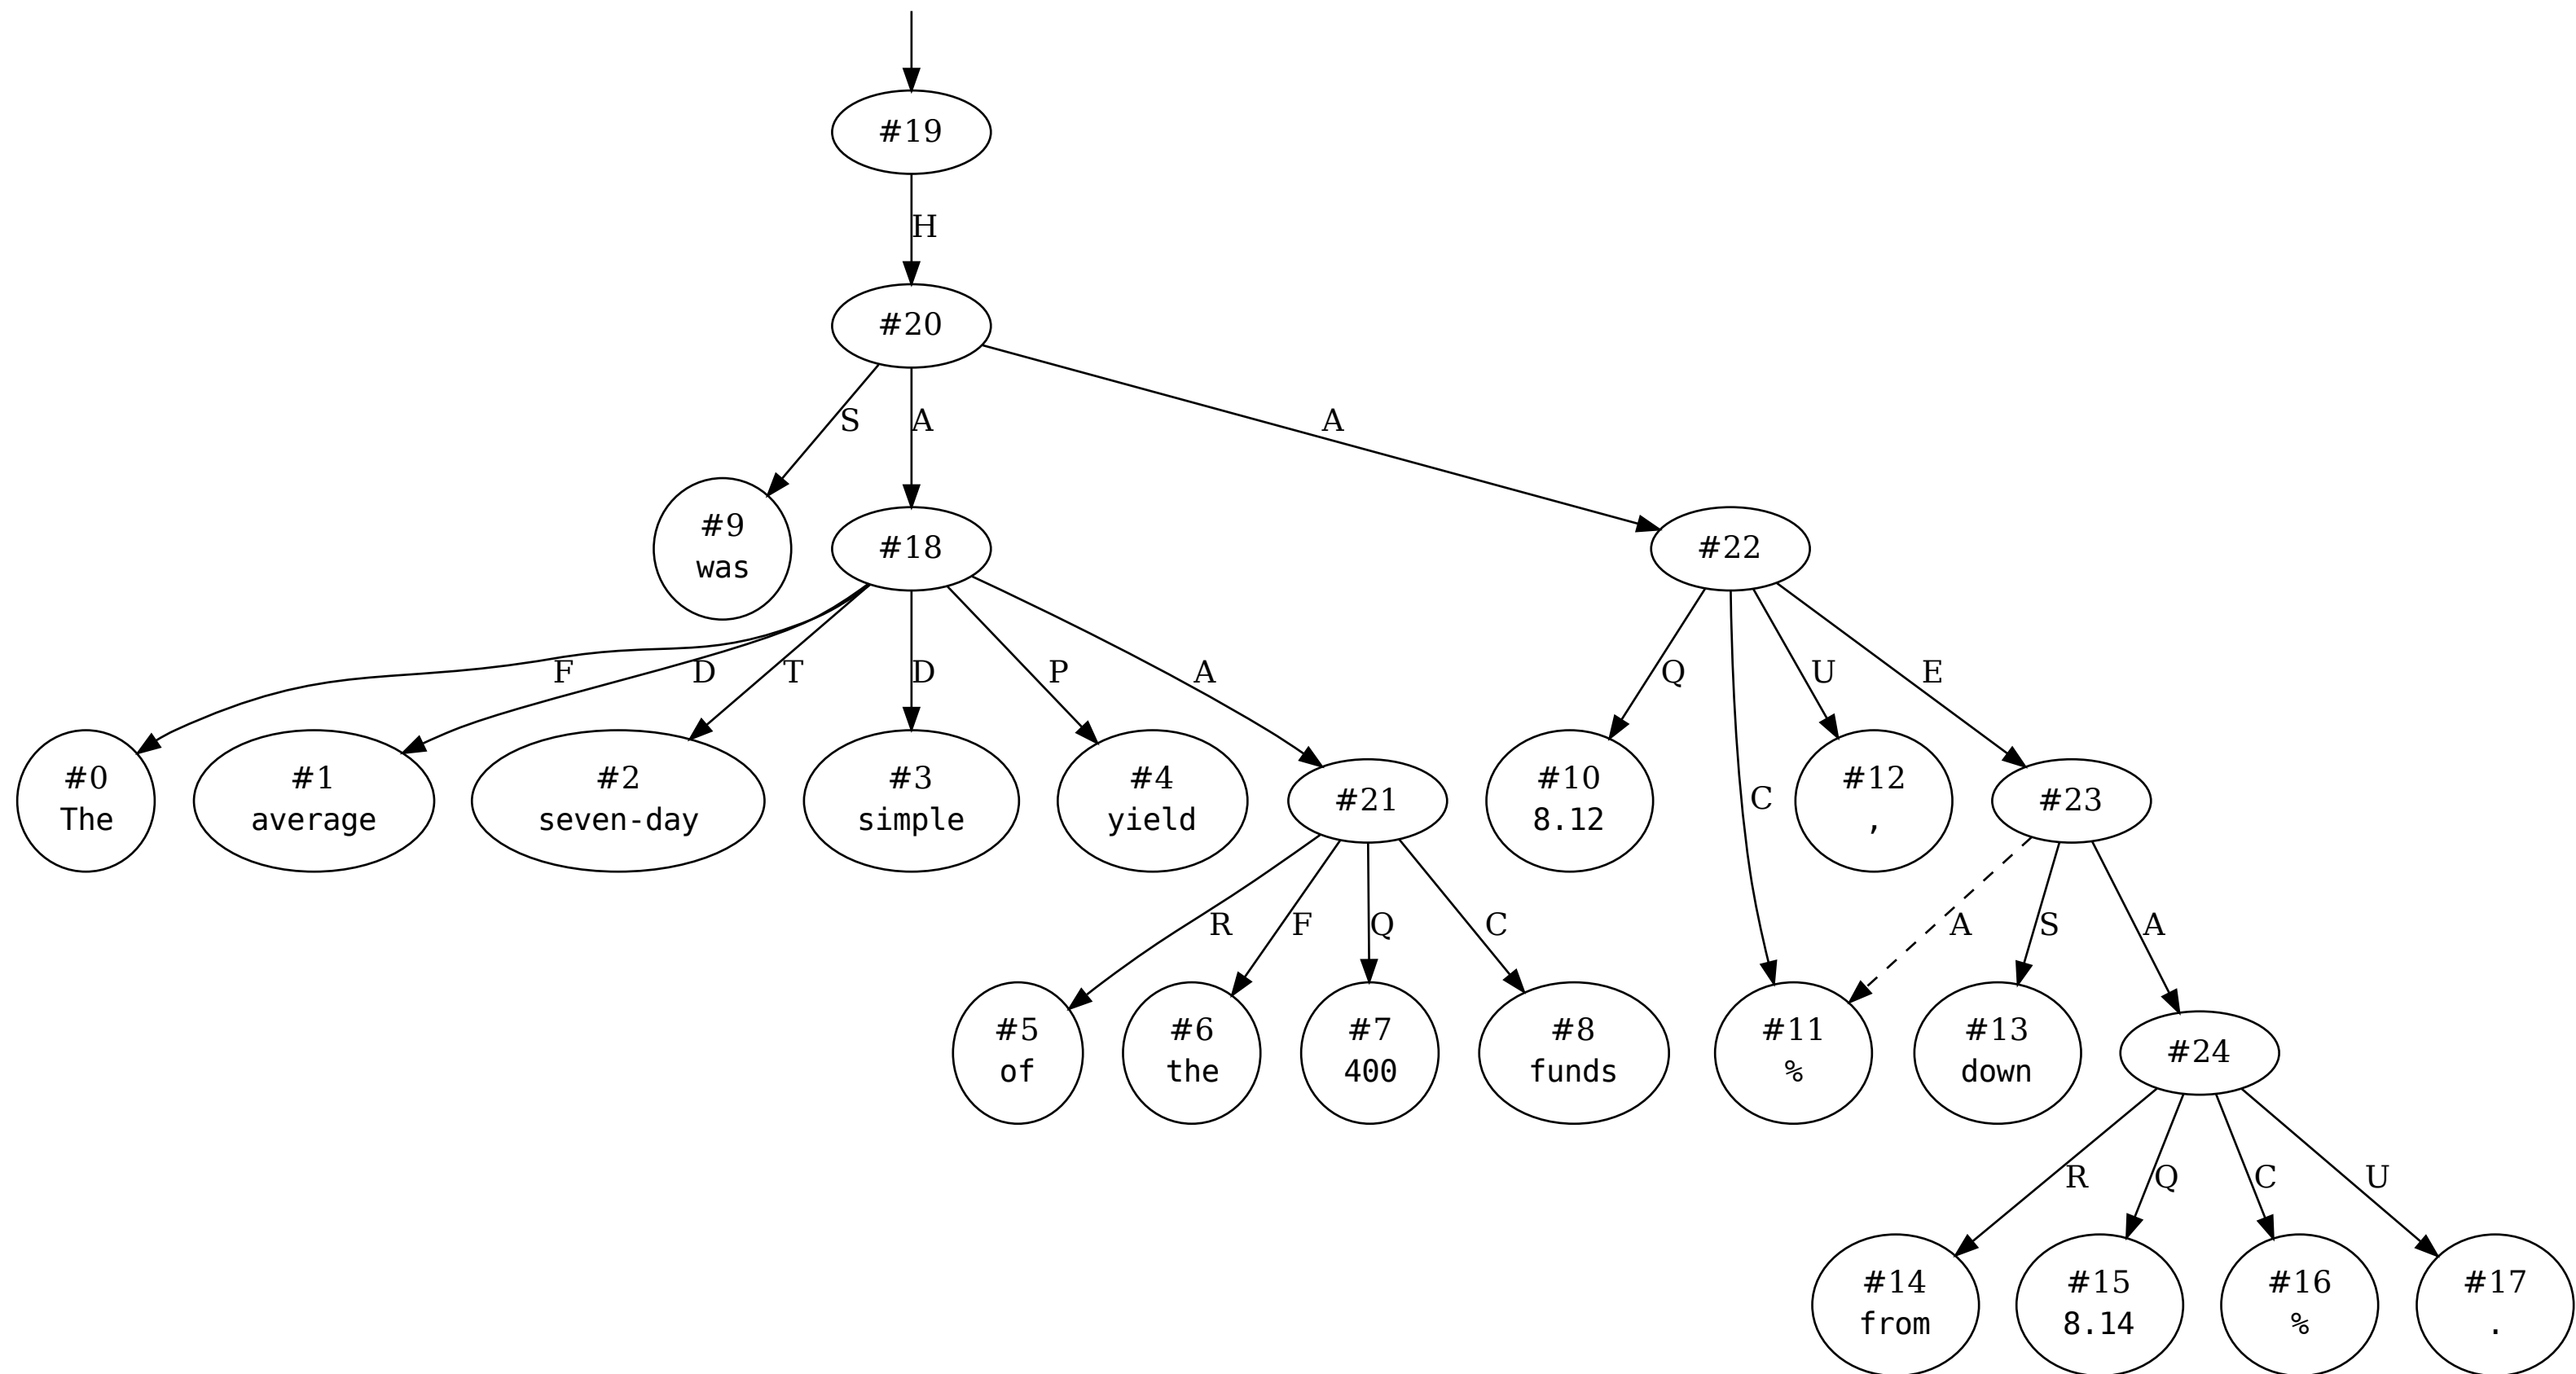 #19
H
#20
S
A
A
#9
was
#18
#22
F
D
T
D
P
A
Q
C
U
E
#0
The
#1
average
#2
seven-day
#3
simple
#4
yield
#21
#10
8.12
#12
,
#23
R
F
Q
C
A
S
A
#5
of
#6
the
#7
400
#8
funds
#11
%
#13
down
#24
R
Q
C
U
#14
from
#15
8.14
#16
%
#17
.